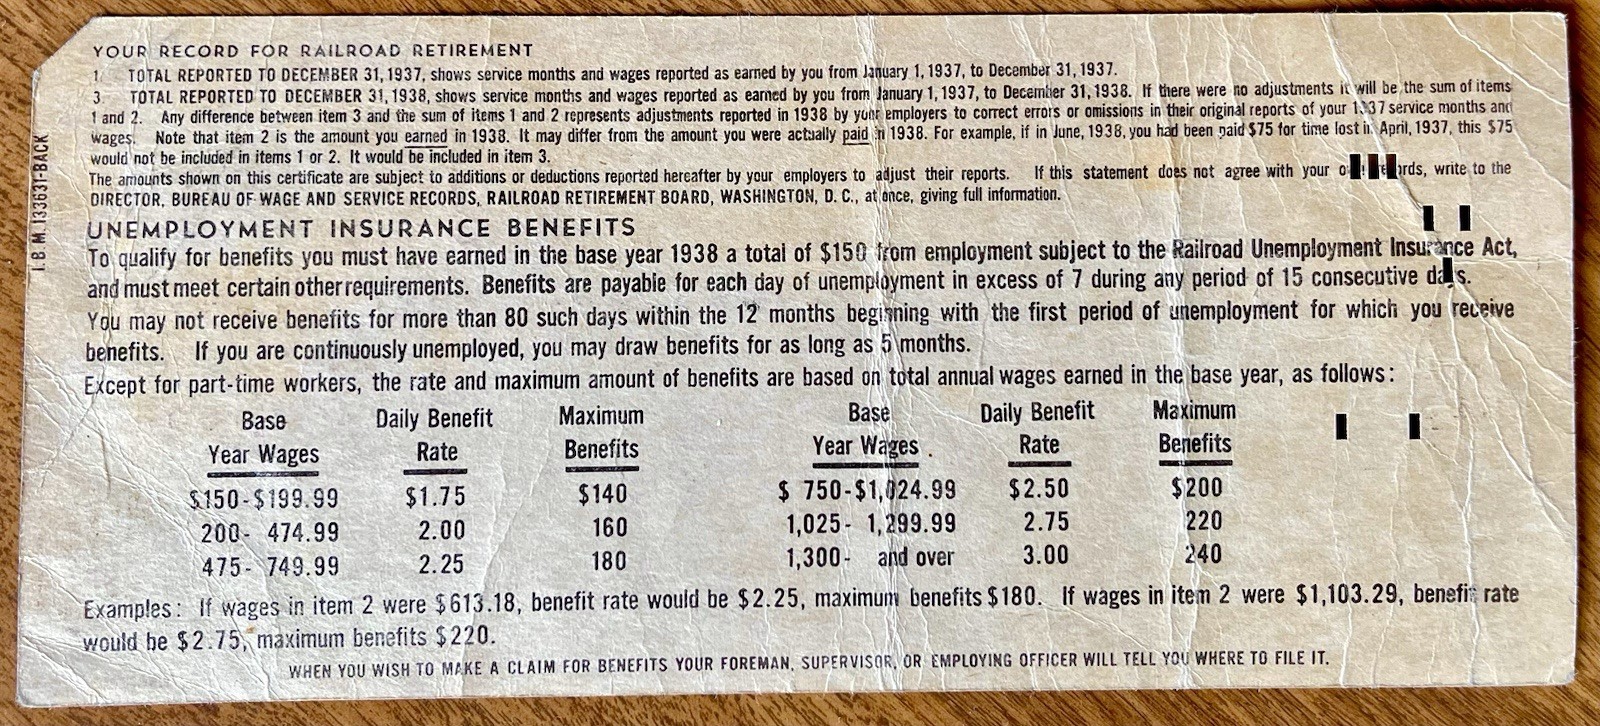 YOUR RECORD FOR RAILROAD RETIREMENT
1. TOTAL REPORTED TO DECEMBER 31, 1937, shows service months and wages reported as earned by you from January 1, 1937, to December 31, 1937.
3. TOTAL REPORTED TO DECEMBER 31, 1938, shows service months and wages reported as earned by you from January 1, 1937, to December 31, 1938. If there were no adjustments it will be the sum of items
1 and 2. Any difference between item 3 and the sum of items 1 and 2 represents adjustments reported in 1938 by your employers to correct errors or omissions in their original reports of your 1937 service months and
wages. Note that item 2 is the amount you earned in 1938. It may differ from the amount you were actually paid in 1938. For example, if in June, 1938, you had been paid $75 for time lost in April, 1937, this $75
would not be included in items 1 or 2. It would be included in item 3.
The amounts shown on this certificate are subject to additions or deductions reported hereafter by your employers to adjust their reports. If this statement does not agree with your write to the
DIRECTOR, BUREAU OF WAGE AND SERVICE RECORDS, RAILROAD RETIREMENT BOARD, WASHINGTON, D. C., at once, giving full information.
I.B.M. 133631-BACK
UNEMPLOYMENT INSURANCE BENEFITS
To qualify for benefits you must have earned in the base year 1938 a total of $150 from employment subject to the Railroad Unemployment Insurance Act,
and must meet certain other requirements. Benefits are payable for each day of unemployment in excess of 7 during any period of 15 consecutive days.
You may not receive benefits for more than 80 such days within the 12 months beginning with the first period of unemployment for which you receive
benefits. If you are continuously unemployed, you may draw benefits for as long as 5 months.
Except for part-time workers, the rate and maximum amount of benefits are based on total annual wages earned in the base year, as follows:
Base Daily Benefit Maximum Base Daily Benefit Maximum
Year Wages Rate Benefits Year Wages Rate Benefits
$150-$199.99 $1.75 $140 $ 750-$1,024.99 $2.50 $200
200- 474.99 2.00 160 1,025- 1,299.99 2.75 220
475- 749.99 2.25 180 1,300- and over 3.00 240
Examples: If wages in item 2 were $613.18, benefit rate would be $2.25, maximum benefits $180. If wages in item 2 were $1,103.29, benefit rate
would be $2.75, maximum benefits $220.
WHEN YOU WISH TO MAKE A CLAIM FOR BENEFITS YOUR FOREMAN, SUPERVISOR, OR EMPLOYING OFFICER WILL TELL YOU WHERE TO FILE IT.